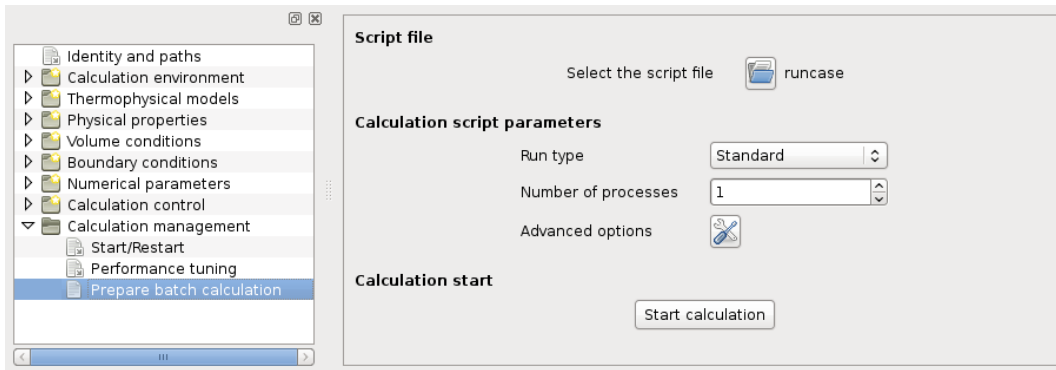 Identity and paths
Calculation environment
Thermophysical models
Physical properties
Volume conditions
Boundary conditions
Numerical parameters
Calculation control
Calculation management
Start/Restart
Performance tuning
Prepare batch calculation
Script file
Select the script file runcase
Calculation script parameters
Run type Standard
Number of processes 1
Advanced options
Calculation start
Start calculation